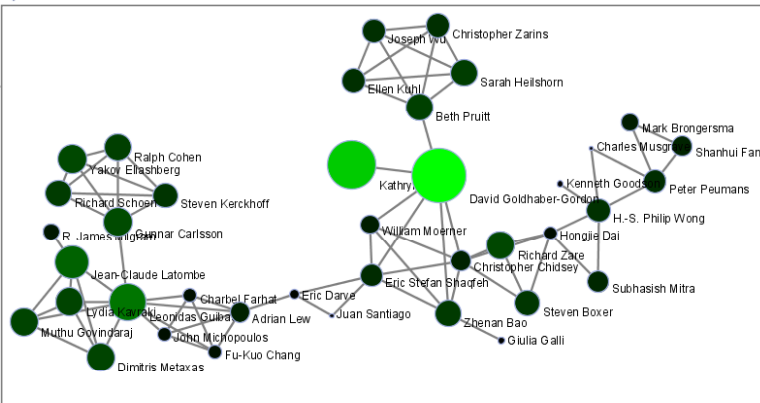 Joseph Wu
Christopher Zarins
Ellen Kuhl
Sarah Heilshorn
Beth Pruitt
Mark Brongersma
Charles Musgrave
Shanhui Fan
Ralph Cohen
Yakov Eliashberg
Kathry
Kenneth Goodson
Peter Peumans
Richard Schoen
Steven Kerckhoff
David Goldhaber-Gordon
H.-S. Philip Wong
William Moerner
Gunnar Carlsson
Hongjie Dai
Richard Zare
Christopher Chidsey
Jean-Claude Latombe
Eric Stefan Shaqfeh
Subhasish Mitra
Eric Darve
Charbel Farhat
Lydia Kavraki
Leonidas Guibas
Adrian Lew
Juan Santiago
Steven Boxer
Zhenan Bao
Muthu Govindaraj
John Michopoulos
Giulia Galli
Fu-Kuo Chang
Dimitris Metaxas